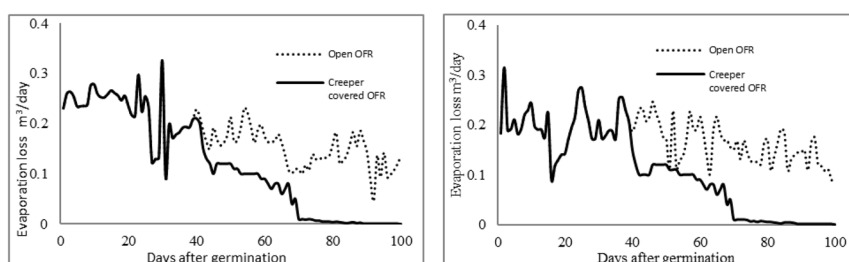 0.4
0.3
0.2
0.1
0
Evaporation loss m³/day
Open OFR
Creeper
covered OFR
0 20 40 60 80 100
Days after germination
0.4
0.3
0.2
0.1
0
Evaporation loss m³/day
Open OFR
Creeper
covered OFR
0 20 40 60 80 100
Days after germination